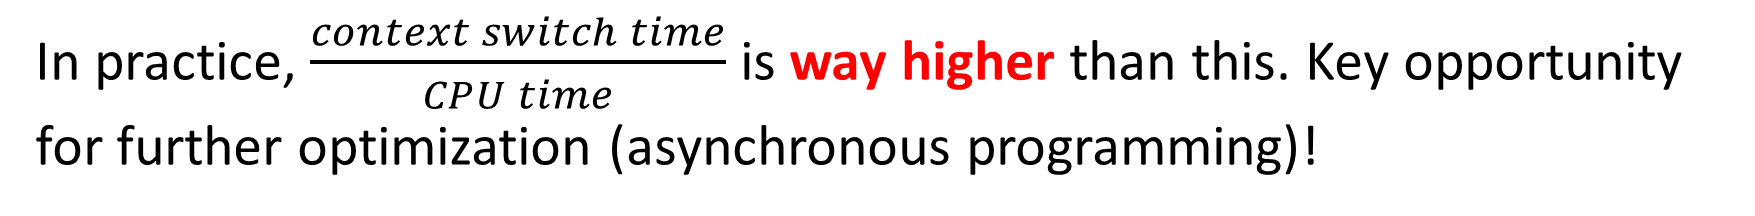 In practice, \frac{context switch time}{CPU time} is way higher than this. Key opportunity
for further optimization (asynchronous programming)!